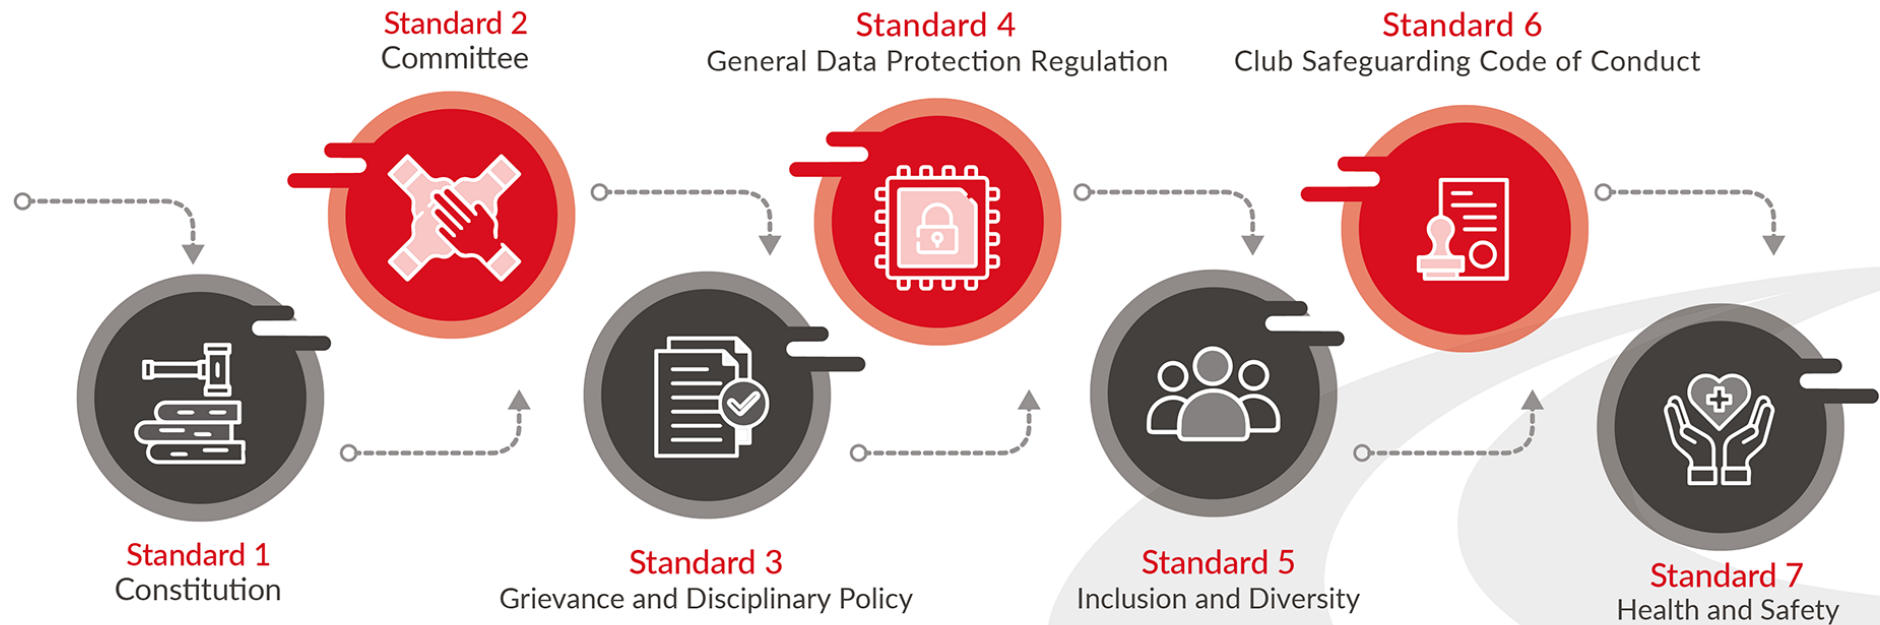 Standard 1
Constitution
Standard 2
Committee
Standard 3
Grievance and Disciplinary Policy
Standard 4
General Data Protection Regulation
Standard 5
Inclusion and Diversity
Standard 6
Club Safeguarding Code of Conduct
Standard 7
Health and Safety